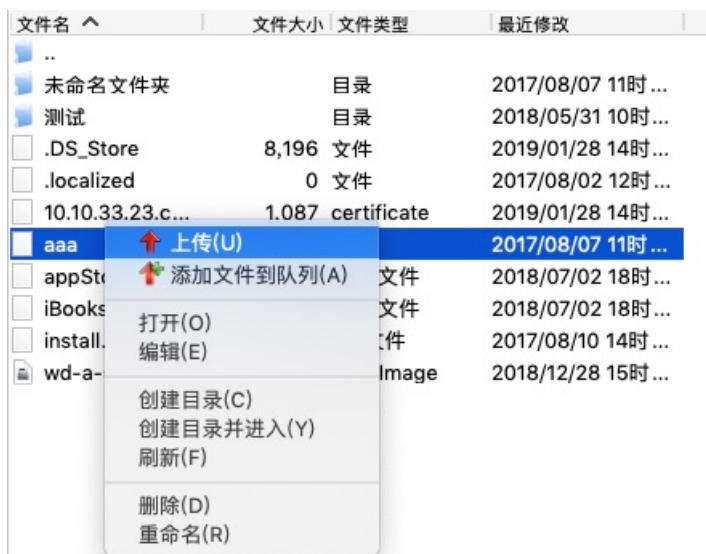 文件名 文件大小 文件类型 最近修改
..
未命名文件夹 目录 2017/08/07 11时...
测试 目录 2018/05/31 10时...
.DS_Store 8,196 文件 2019/01/28 14时...
.localized 0 文件 2017/08/02 12时...
10.10.33.23.c... 1,087 certificate 2019/01/28 14时...
aaa 上传(U) 2017/08/07 11时...
appSt 添加文件到队列(A) 文件 2018/07/02 18时...
iBooks 文件 2018/07/02 18时...
打开(O)
install. 件 2017/08/10 14时...
编辑(E)
wd-a- Image 2018/12/28 15时...
创建目录(C)
创建目录并进入(Y)
刷新(F)
删除(D)
重命名(R)